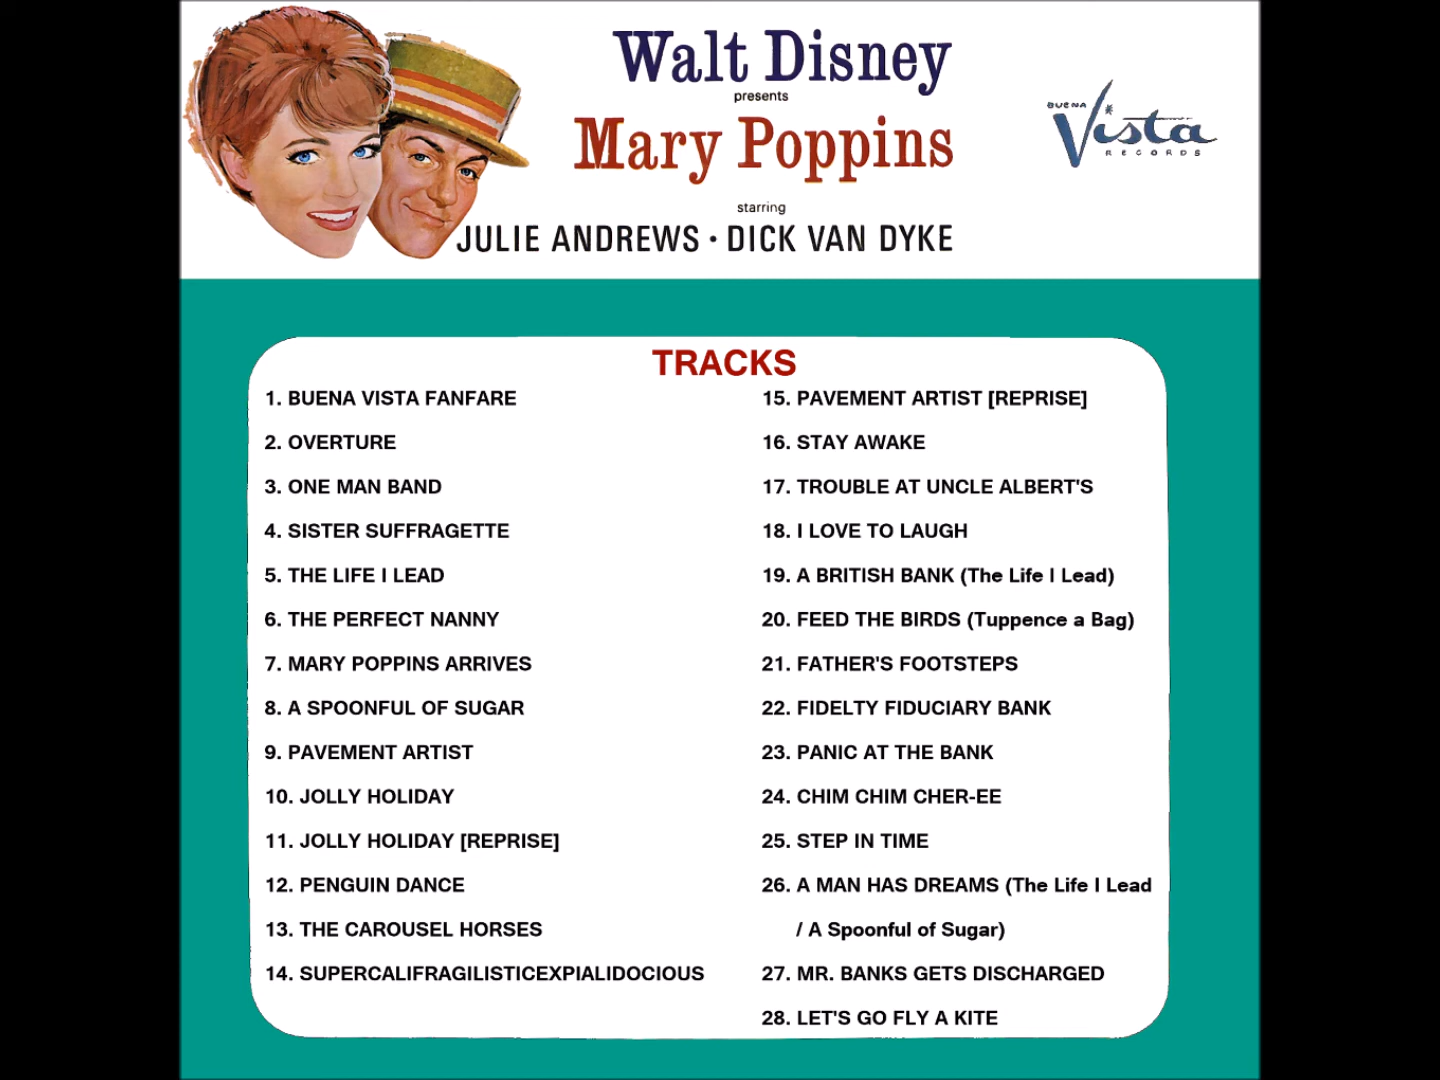 Walt Disney
presents
Mary Poppins
starring
JULIE ANDREWS · DICK VAN DYKE
BUENA
Vista
RECORDS
TRACKS
1. BUENA VISTA FANFARE
2. OVERTURE
3. ONE MAN BAND
4. SISTER SUFFRAGETTE
5. THE LIFE I LEAD
6. THE PERFECT NANNY
7. MARY POPPINS ARRIVES
8. A SPOONFUL OF SUGAR
9. PAVEMENT ARTIST
10. JOLLY HOLIDAY
11. JOLLY HOLIDAY [REPRISE]
12. PENGUIN DANCE
13. THE CAROUSEL HORSES
14. SUPERCALIFRAGILISTICEXPIALIDOCIOUS
15. PAVEMENT ARTIST [REPRISE]
16. STAY AWAKE
17. TROUBLE AT UNCLE ALBERT'S
18. I LOVE TO LAUGH
19. A BRITISH BANK (The Life I Lead)
20. FEED THE BIRDS (Tuppence a Bag)
21. FATHER'S FOOTSTEPS
22. FIDELTY FIDUCIARY BANK
23. PANIC AT THE BANK
24. CHIM CHIM CHER-EE
25. STEP IN TIME
26. A MAN HAS DREAMS (The Life I Lead
/ A Spoonful of Sugar)
27. MR. BANKS GETS DISCHARGED
28. LET'S GO FLY A KITE